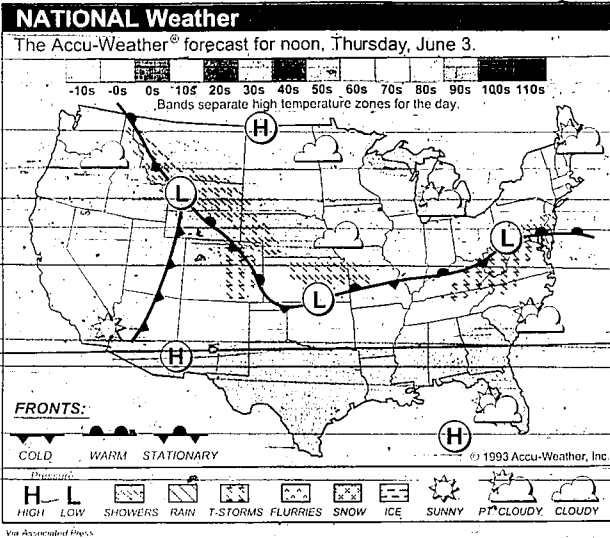 NATIONAL Weather
The Accu-Weather® forecast for noon, Thursday, June 3.
-10s -0s 0s 10s 20s 30s 40s 50s 60s 70s 80s 90s 100s 110s
Bands separate high temperature zones for the day.
H
L
L
L
H
H
FRONTS:
COLD WARM STATIONARY
© 1993 Accu-Weather, Inc.
Pressure
H L
HIGH LOW SHOWERS RAIN T-STORMS FLURRIES SNOW ICE SUNNY PT. CLOUDY CLOUDY
Via Associated Press